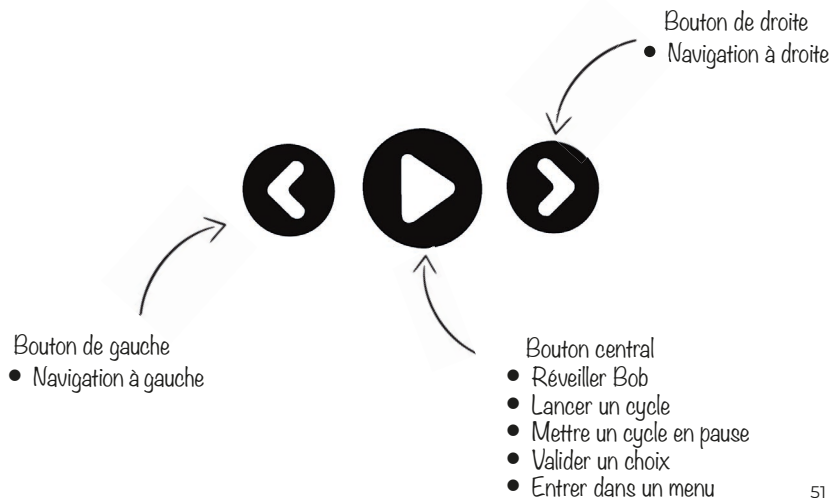 Bouton de droite
• Navigation à droite
Bouton de gauche
• Navigation à gauche
Bouton central
• Réveiller Bob
• Lancer un cycle
• Mettre un cycle en pause
• Valider un choix
• Entrer dans un menu
51